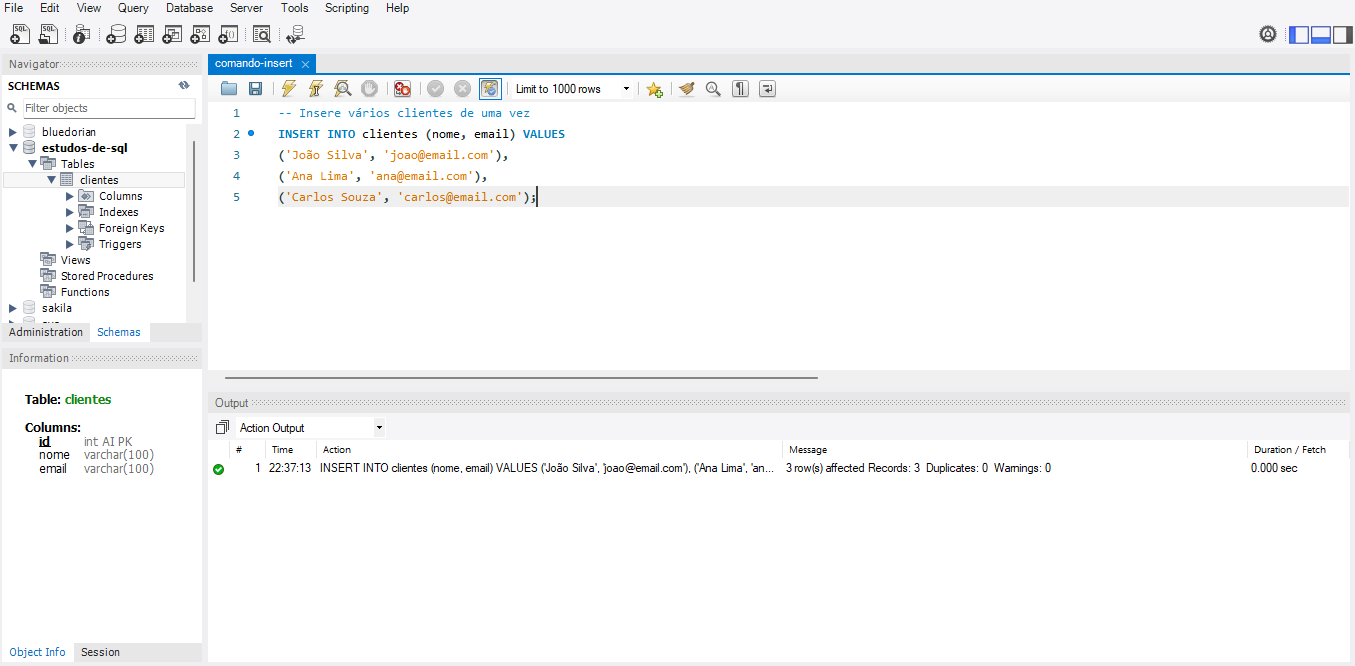 File Edit View Query Database Server Tools Scripting Help
Navigator
SCHEMAS
Filter objects
bluedorian
estudos-de-sql
Tables
clientes
Columns
Indexes
Foreign Keys
Triggers
Views
Stored Procedures
Functions
sakila
Administration Schemas
Information
Table: clientes
Columns:
id int AI PK
nome varchar(100)
email varchar(100)
Object Info Session
comando-insert
Limit to 1000 rows
1 -- Insere vários clientes de uma vez
2 INSERT INTO clientes (nome, email) VALUES
3 ('João Silva', 'joao@email.com'),
4 ('Ana Lima', 'ana@email.com'),
5 ('Carlos Souza', 'carlos@email.com');
Output
Action Output
# Time Action Message Duration / Fetch
1 22:37:13 INSERT INTO clientes (nome, email) VALUES ('João Silva', 'joao@email.com'), ('Ana Lima', 'an... 3 row(s) affected Records: 3 Duplicates: 0 Warnings: 0 0.000 sec